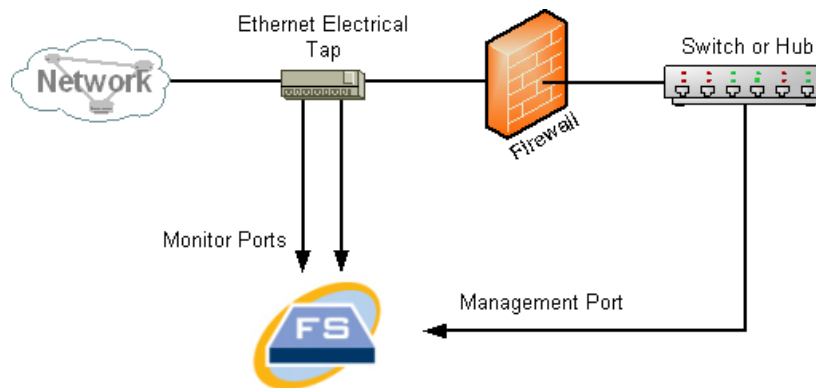 Ethernet Electrical
Tap
Network
Firewall
Switch or Hub
Monitor Ports
Management Port
FS